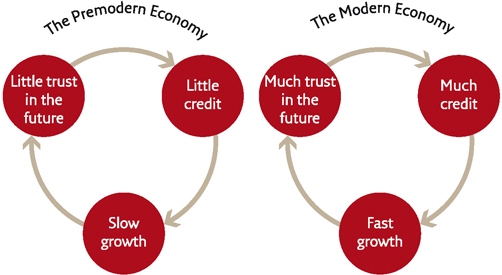 The Premodern Economy
Little trust
in the
future
Little
credit
Slow
growth
The Modern Economy
Much trust
in the
future
Much
credit
Fast
growth